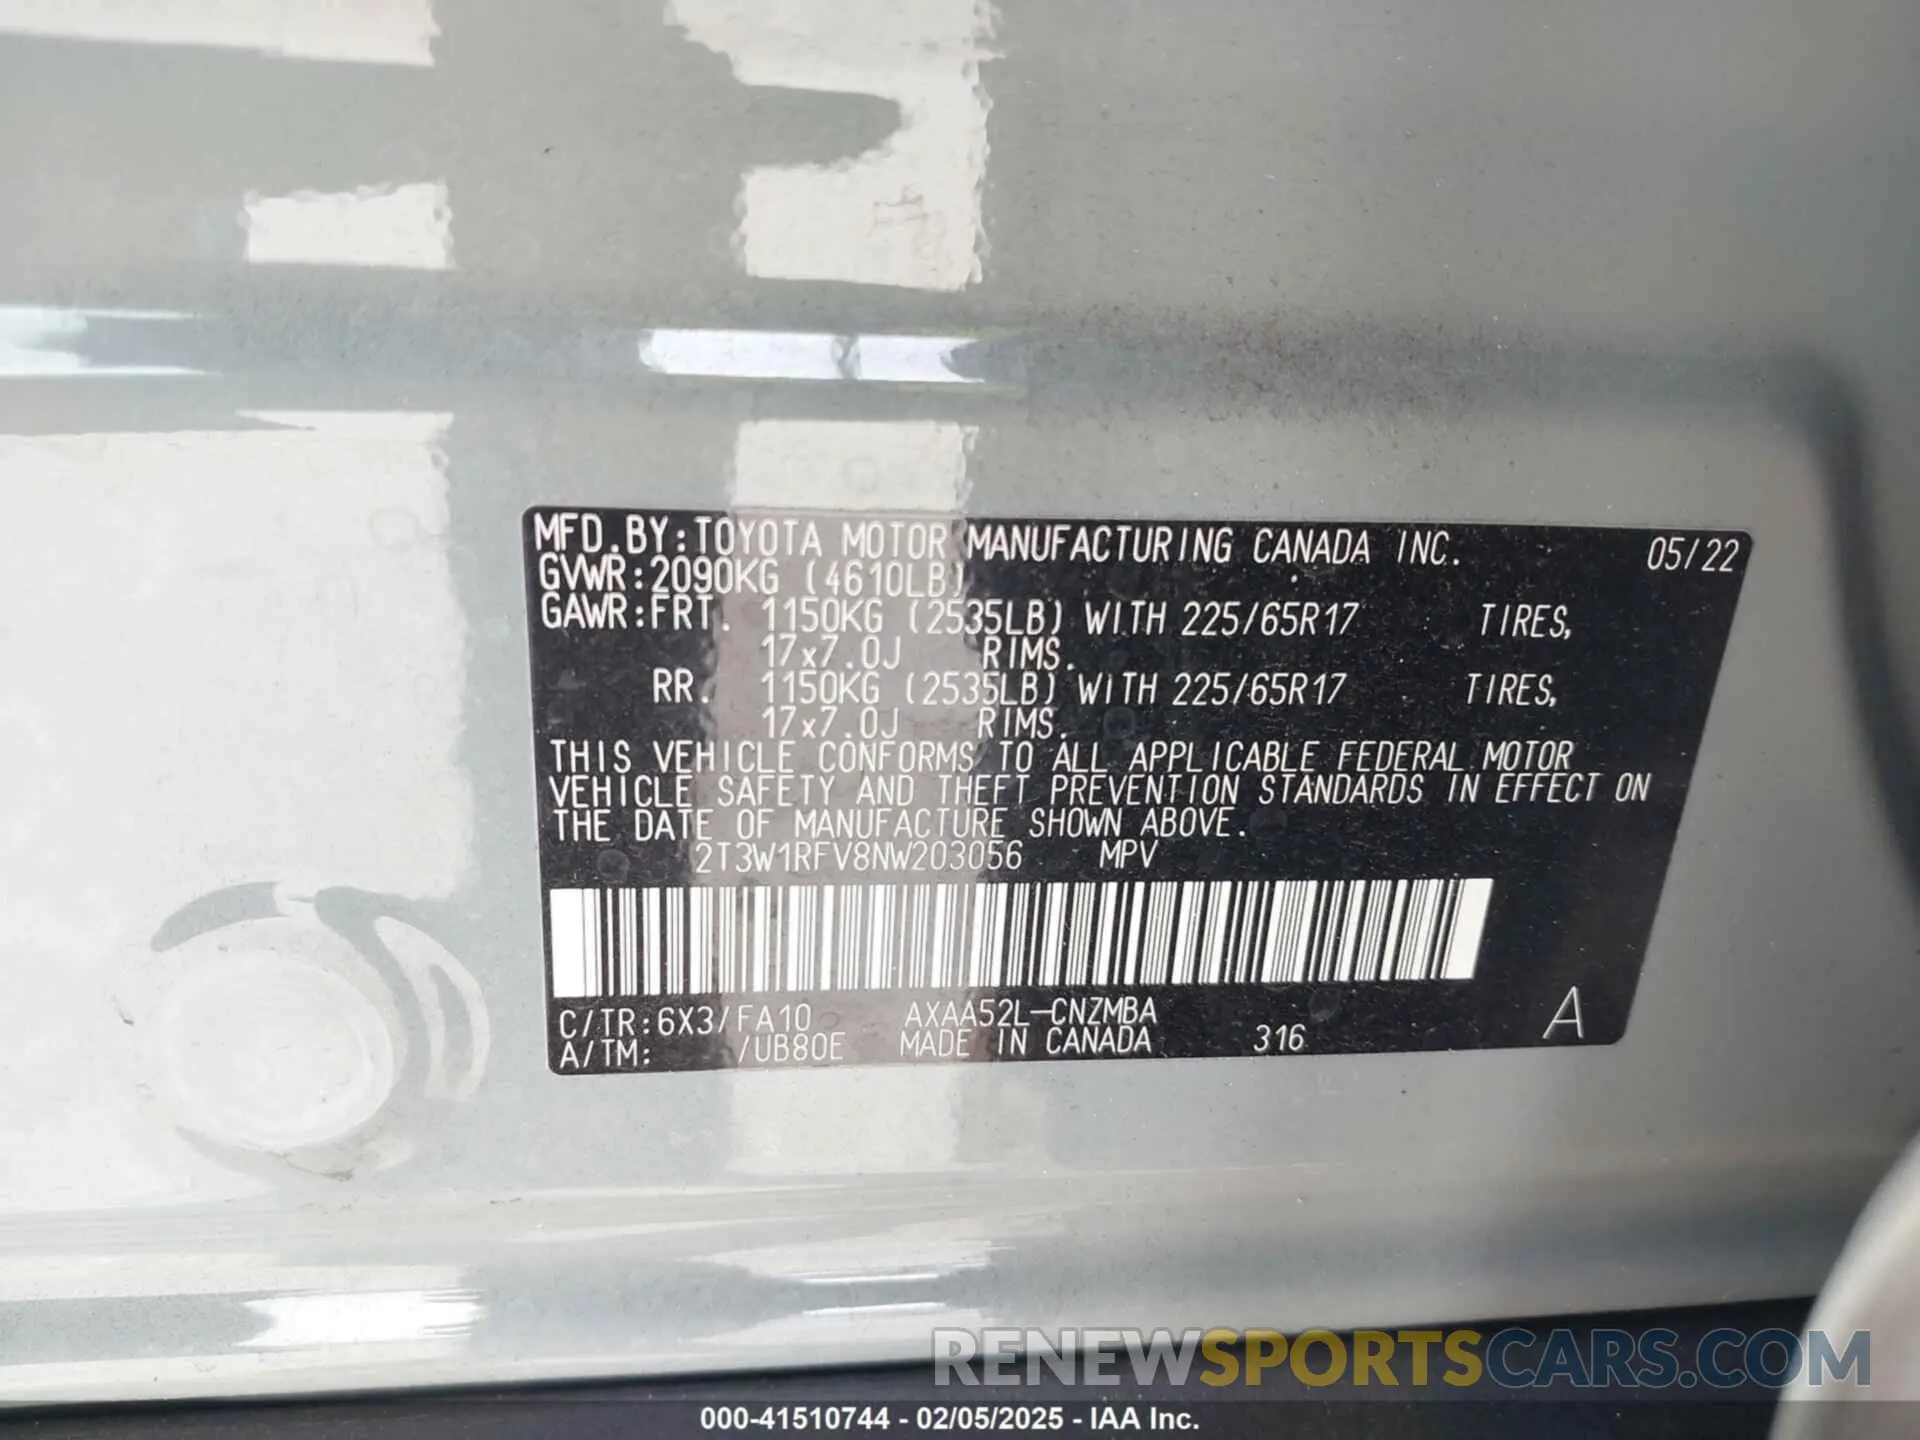 MFD.BY:TOYOTA MOTOR MANUFACTURING CANADA INC. 05/22
GVWR:2090KG (4610LB)
GAWR:FRT. 1150KG (2535LB) WITH 225/65R17 TIRES,
17x7.0J RIMS.
RR. 1150KG (2535LB) WITH 225/65R17 TIRES,
17x7.0J RIMS.
THIS VEHICLE CONFORMS TO ALL APPLICABLE FEDERAL MOTOR
VEHICLE SAFETY AND THEFT PREVENTION STANDARDS IN EFFECT ON
THE DATE OF MANUFACTURE SHOWN ABOVE.
2T3W1RFV8NW203056 MPV
C/TR:6X3/FA10 AXAA52L-CNZMBA
A/TM: /UB80E MADE IN CANADA 316 A
RENEWSPORTSCARS.COM
000-41510744 - 02/05/2025 - IAA Inc.